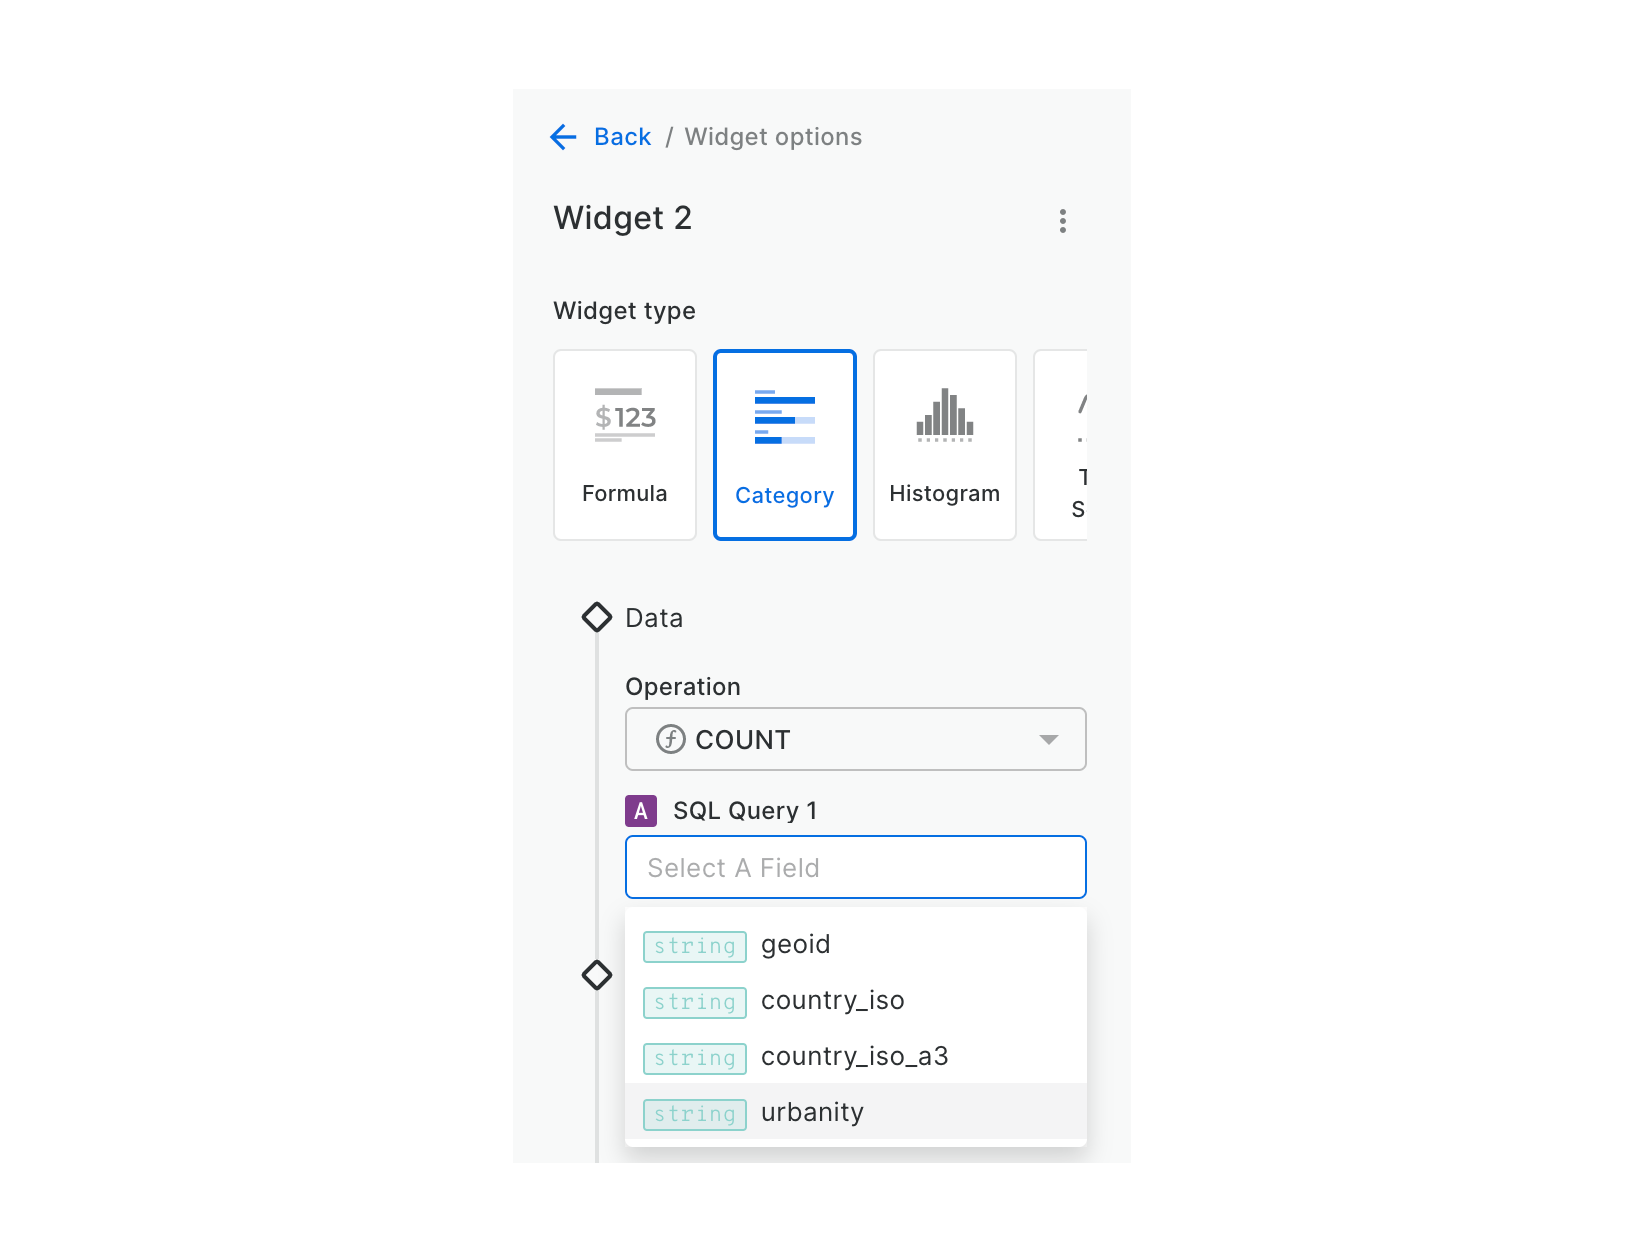 Back / Widget options
Widget 2
Widget type
$123
Formula
Category
Histogram
Data
Operation
COUNT
A SQL Query 1
Select A Field
string geoid
string country_iso
string country_iso_a3
string urbanity